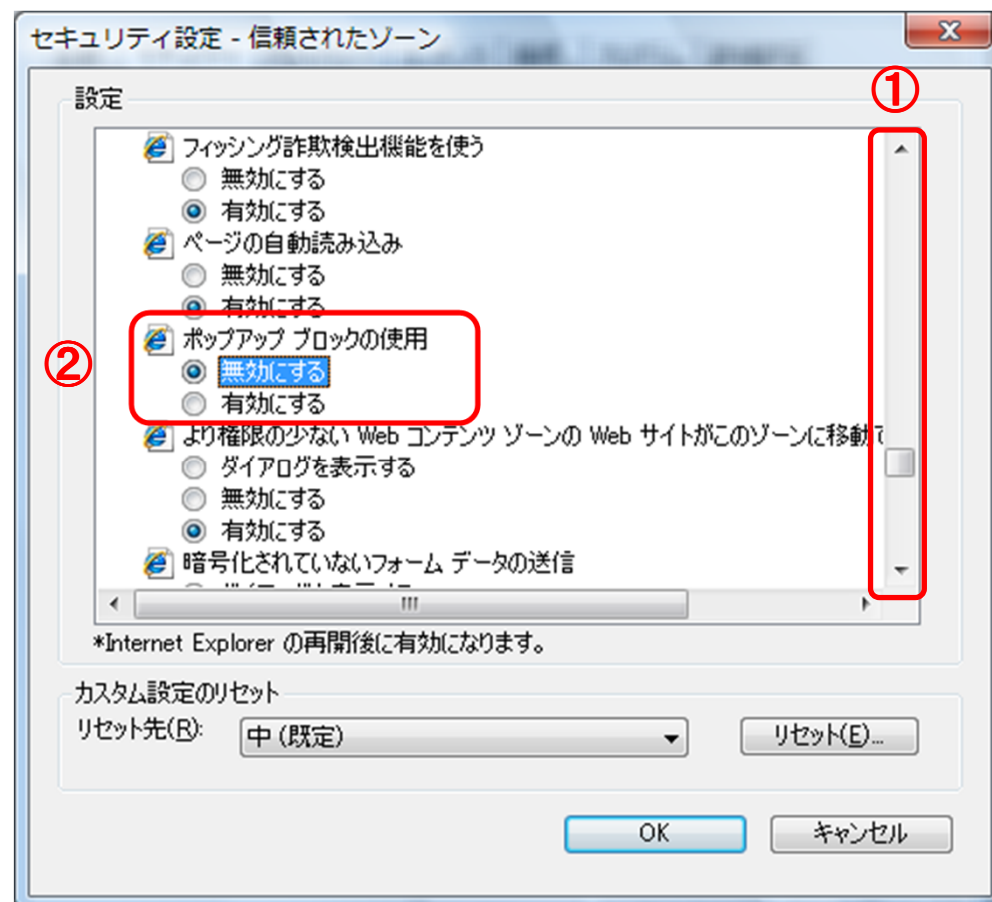 セキュリティ設定 - 信頼されたゾーン
①
設定
フィッシング詐欺検出機能を使う
無効にする
有効にする
ページの自動読み込み
無効にする
有効にする
②
ポップアップ ブロックの使用
無効にする
有効にする
より権限の少ない Web コンテンツ ゾーンの Web サイトがこのゾーンに移動
ダイアログを表示する
無効にする
有効にする
暗号化されていないフォーム データの送信
*Internet Explorer の再開後に有効になります。
カスタム設定のリセット
リセット先(R): 中 (既定) リセット(E)...
OK キャンセル